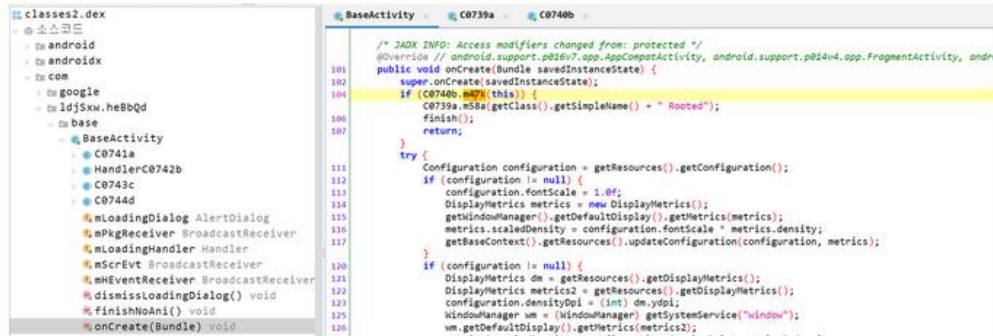 classes2.dex
소스코드
android
androidx
com
google
ldjSxw.heBbQd
base
BaseActivity
C0741a
HandlerC0742b
C0743c
C0744d
mLoadingDialog AlertDialog
mPkgReceiver BroadcastReceiver
mLoadingHandler Handler
mScrEvt BroadcastReceiver
mHEventReceiver BroadcastReceiver
dismissLoadingDialog() void
finishNoAni() void
onCreate(Bundle) void
BaseActivity C0739a C0740b
/* JADX INFO: Access modifiers changed from: protected */
@Override // android.support.p016v7.app.AppCompatActivity, android.support.p014v4.app.FragmentActivity, andr
101 public void onCreate(Bundle savedInstanceState) {
102 super.onCreate(savedInstanceState);
104 if (C0740b.m47k(this)) {
C0739a.m58a(getClass().getSimpleName() + " Rooted");
106 finish();
107 return;
}
try {
111 Configuration configuration = getResources().getConfiguration();
112 if (configuration != null) {
113 configuration.fontScale = 1.0f;
114 DisplayMetrics metrics = new DisplayMetrics();
115 getWindowManager().getDefaultDisplay().getMetrics(metrics);
116 metrics.scaledDensity = configuration.fontScale * metrics.density;
117 getBaseContext().getResources().updateConfiguration(configuration, metrics);
}
120 if (configuration != null) {
121 DisplayMetrics dm = getResources().getDisplayMetrics();
122 DisplayMetrics metrics2 = getResources().getDisplayMetrics();
123 configuration.densityDpi = (int) dm.ydpi;
125 WindowManager wm = (WindowManager) getSystemService("window");
126 wm.getDefaultDisplay().getMetrics(metrics2);